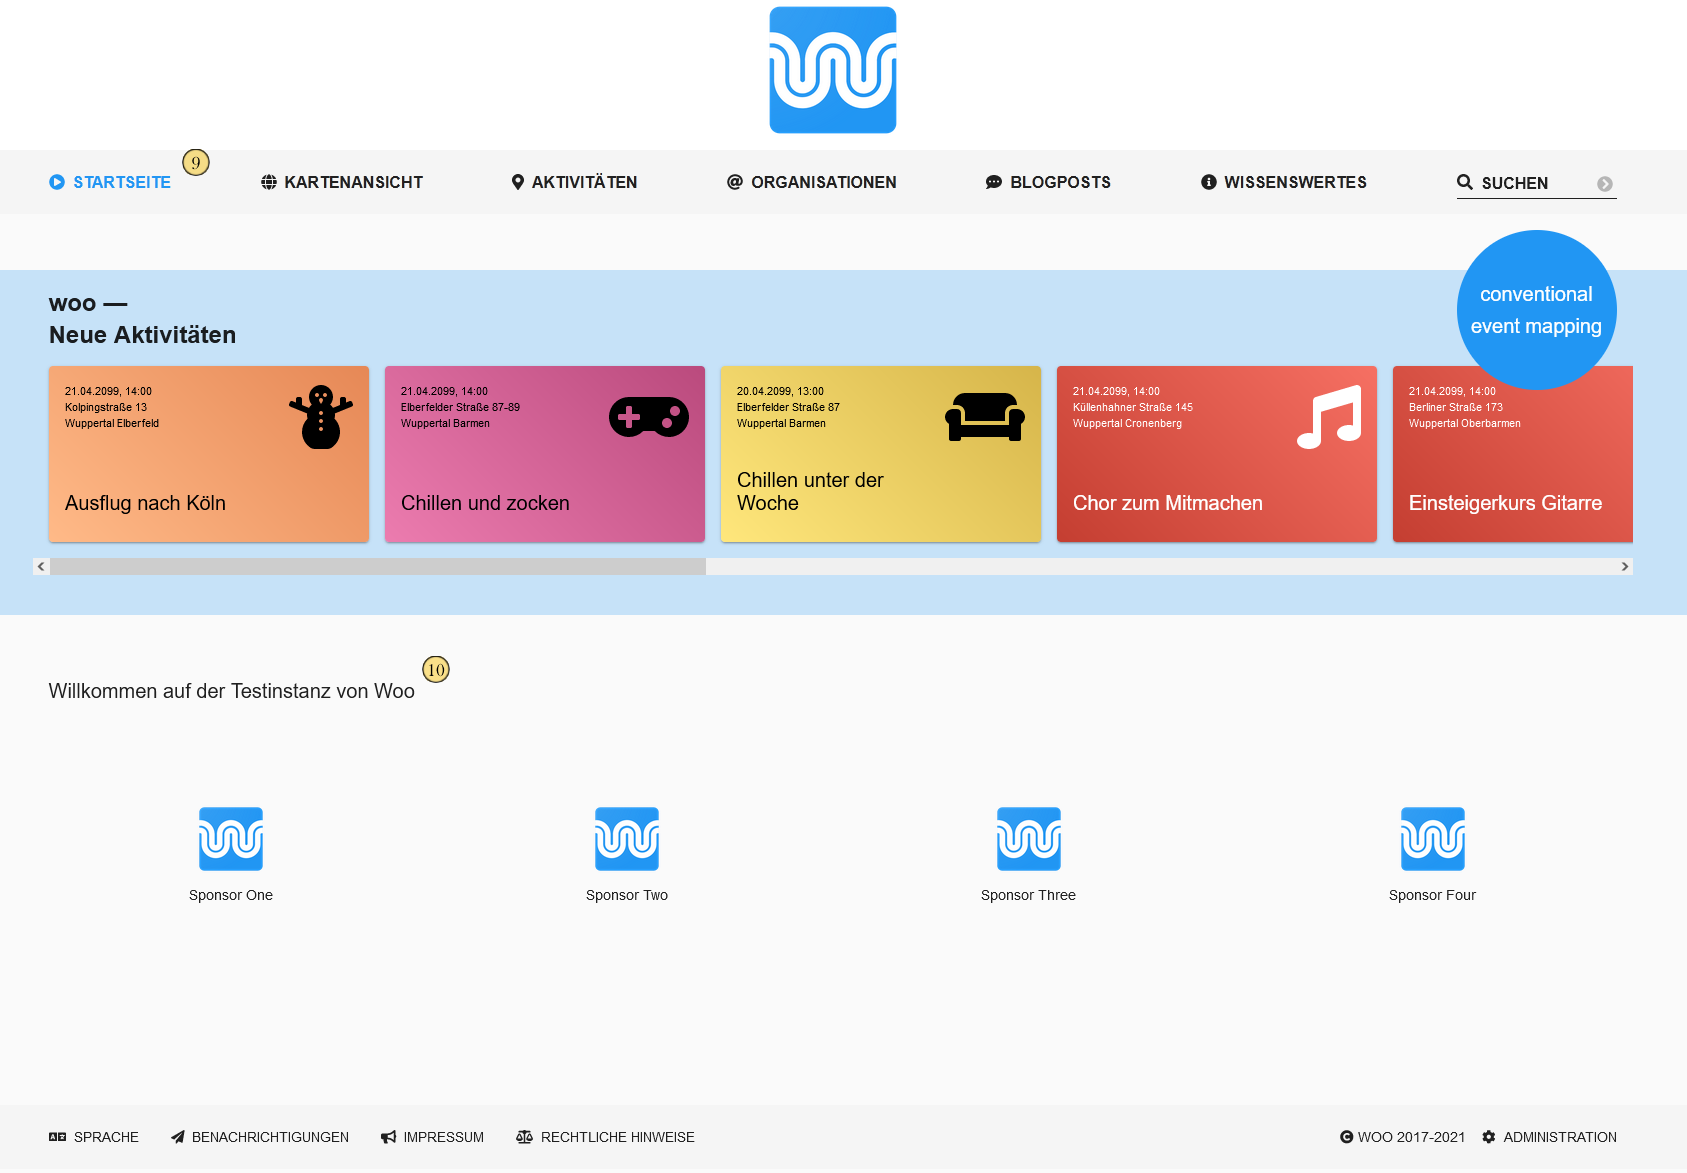 9
STARTSEITE
KARTENANSICHT
AKTIVITÄTEN
ORGANISATIONEN
BLOGPOSTS
WISSENSWERTES
SUCHEN
conventional
event mapping
woo —
Neue Aktivitäten
21.04.2099, 14:00
Kolpingstraße 13
Wuppertal Elberfeld
Ausflug nach Köln
21.04.2099, 14:00
Elberfelder Straße 87-89
Wuppertal Barmen
Chillen und zocken
20.04.2099, 13:00
Elberfelder Straße 87
Wuppertal Barmen
Chillen unter der
Woche
21.04.2099, 14:00
Küllenhahner Straße 145
Wuppertal Cronenberg
Chor zum Mitmachen
21.04.2099, 14:00
Berliner Straße 173
Wuppertal Oberbarmen
Einsteigerkurs Gitarre
10
Willkommen auf der Testinstanz von Woo
Sponsor One
Sponsor Two
Sponsor Three
Sponsor Four
SPRACHE
BENACHRICHTIGUNGEN
IMPRESSUM
RECHTLICHE HINWEISE
WOO 2017-2021
ADMINISTRATION